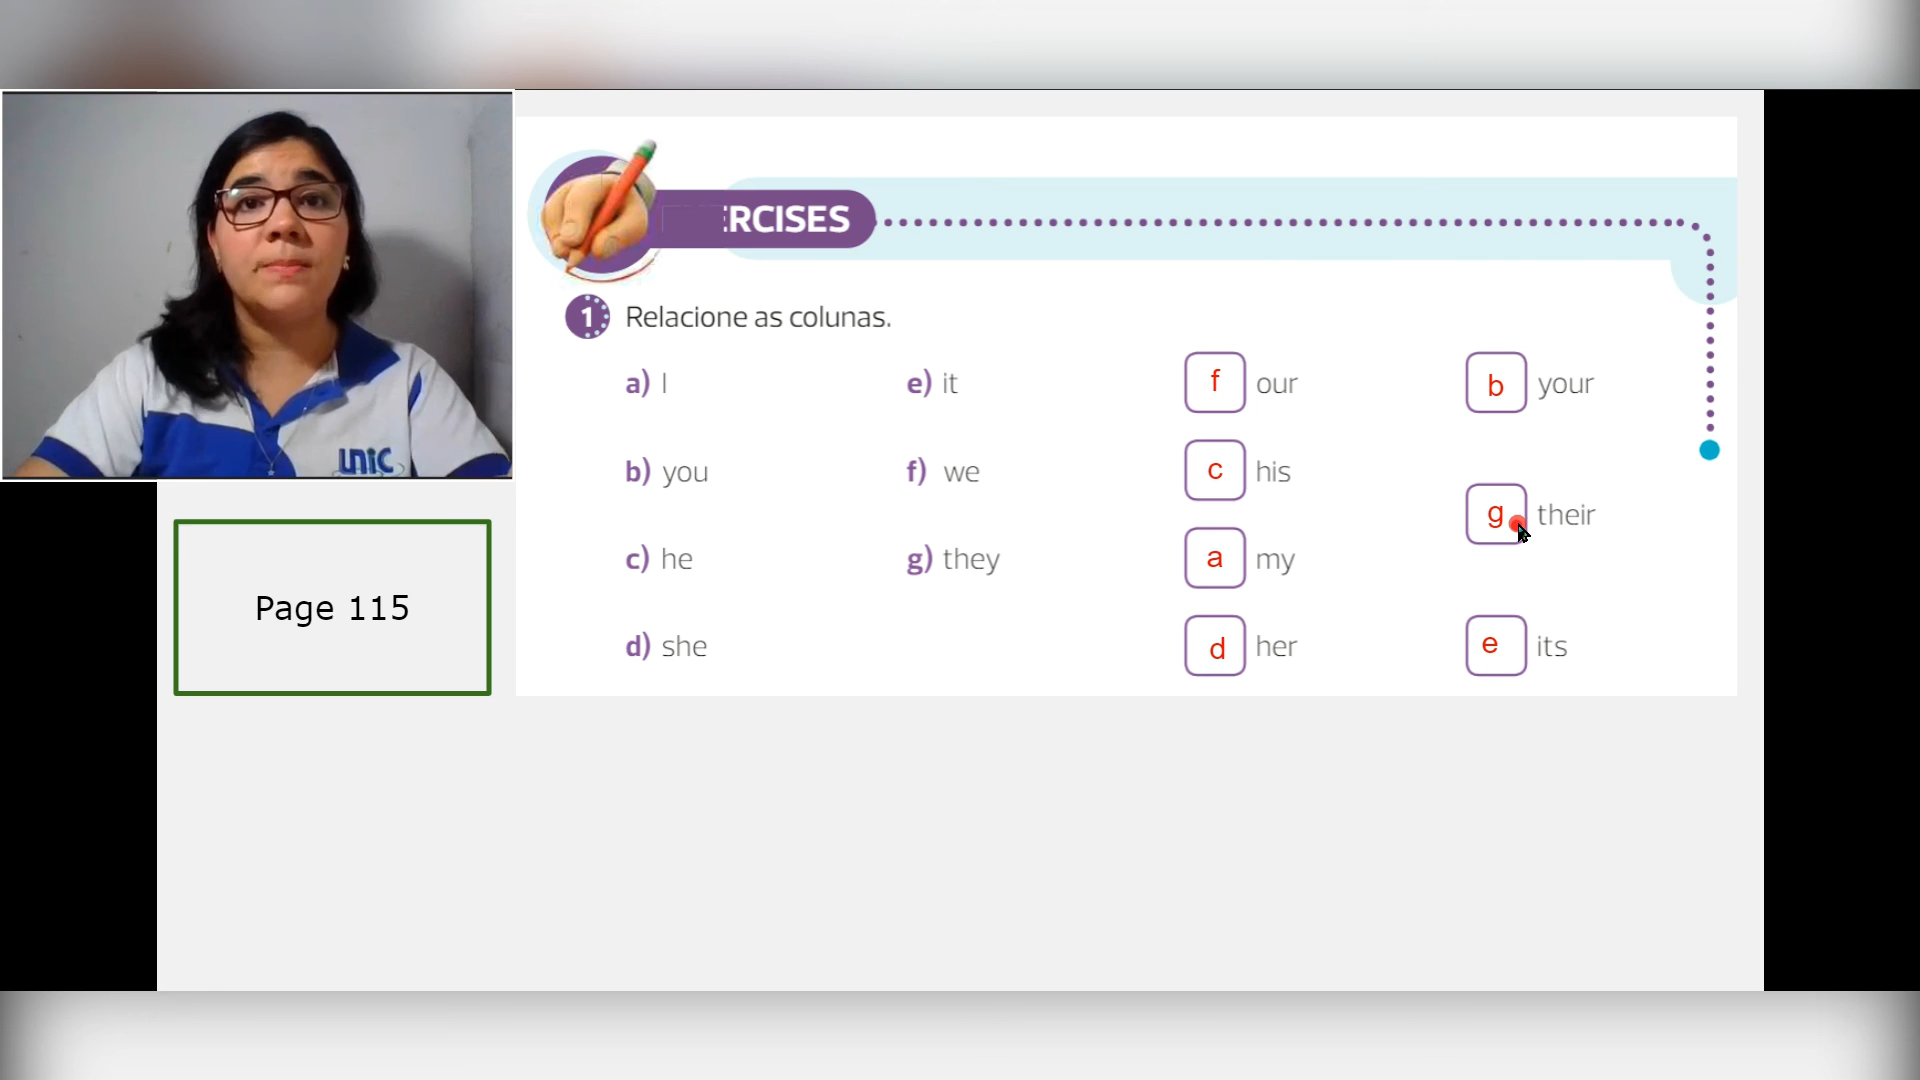 ERCISES
1 Relacione as colunas.
a) I e) it f our b your
b) you f) we c his
g their
c) he g) they a my
d) she d her e its
Page 115
UNIC